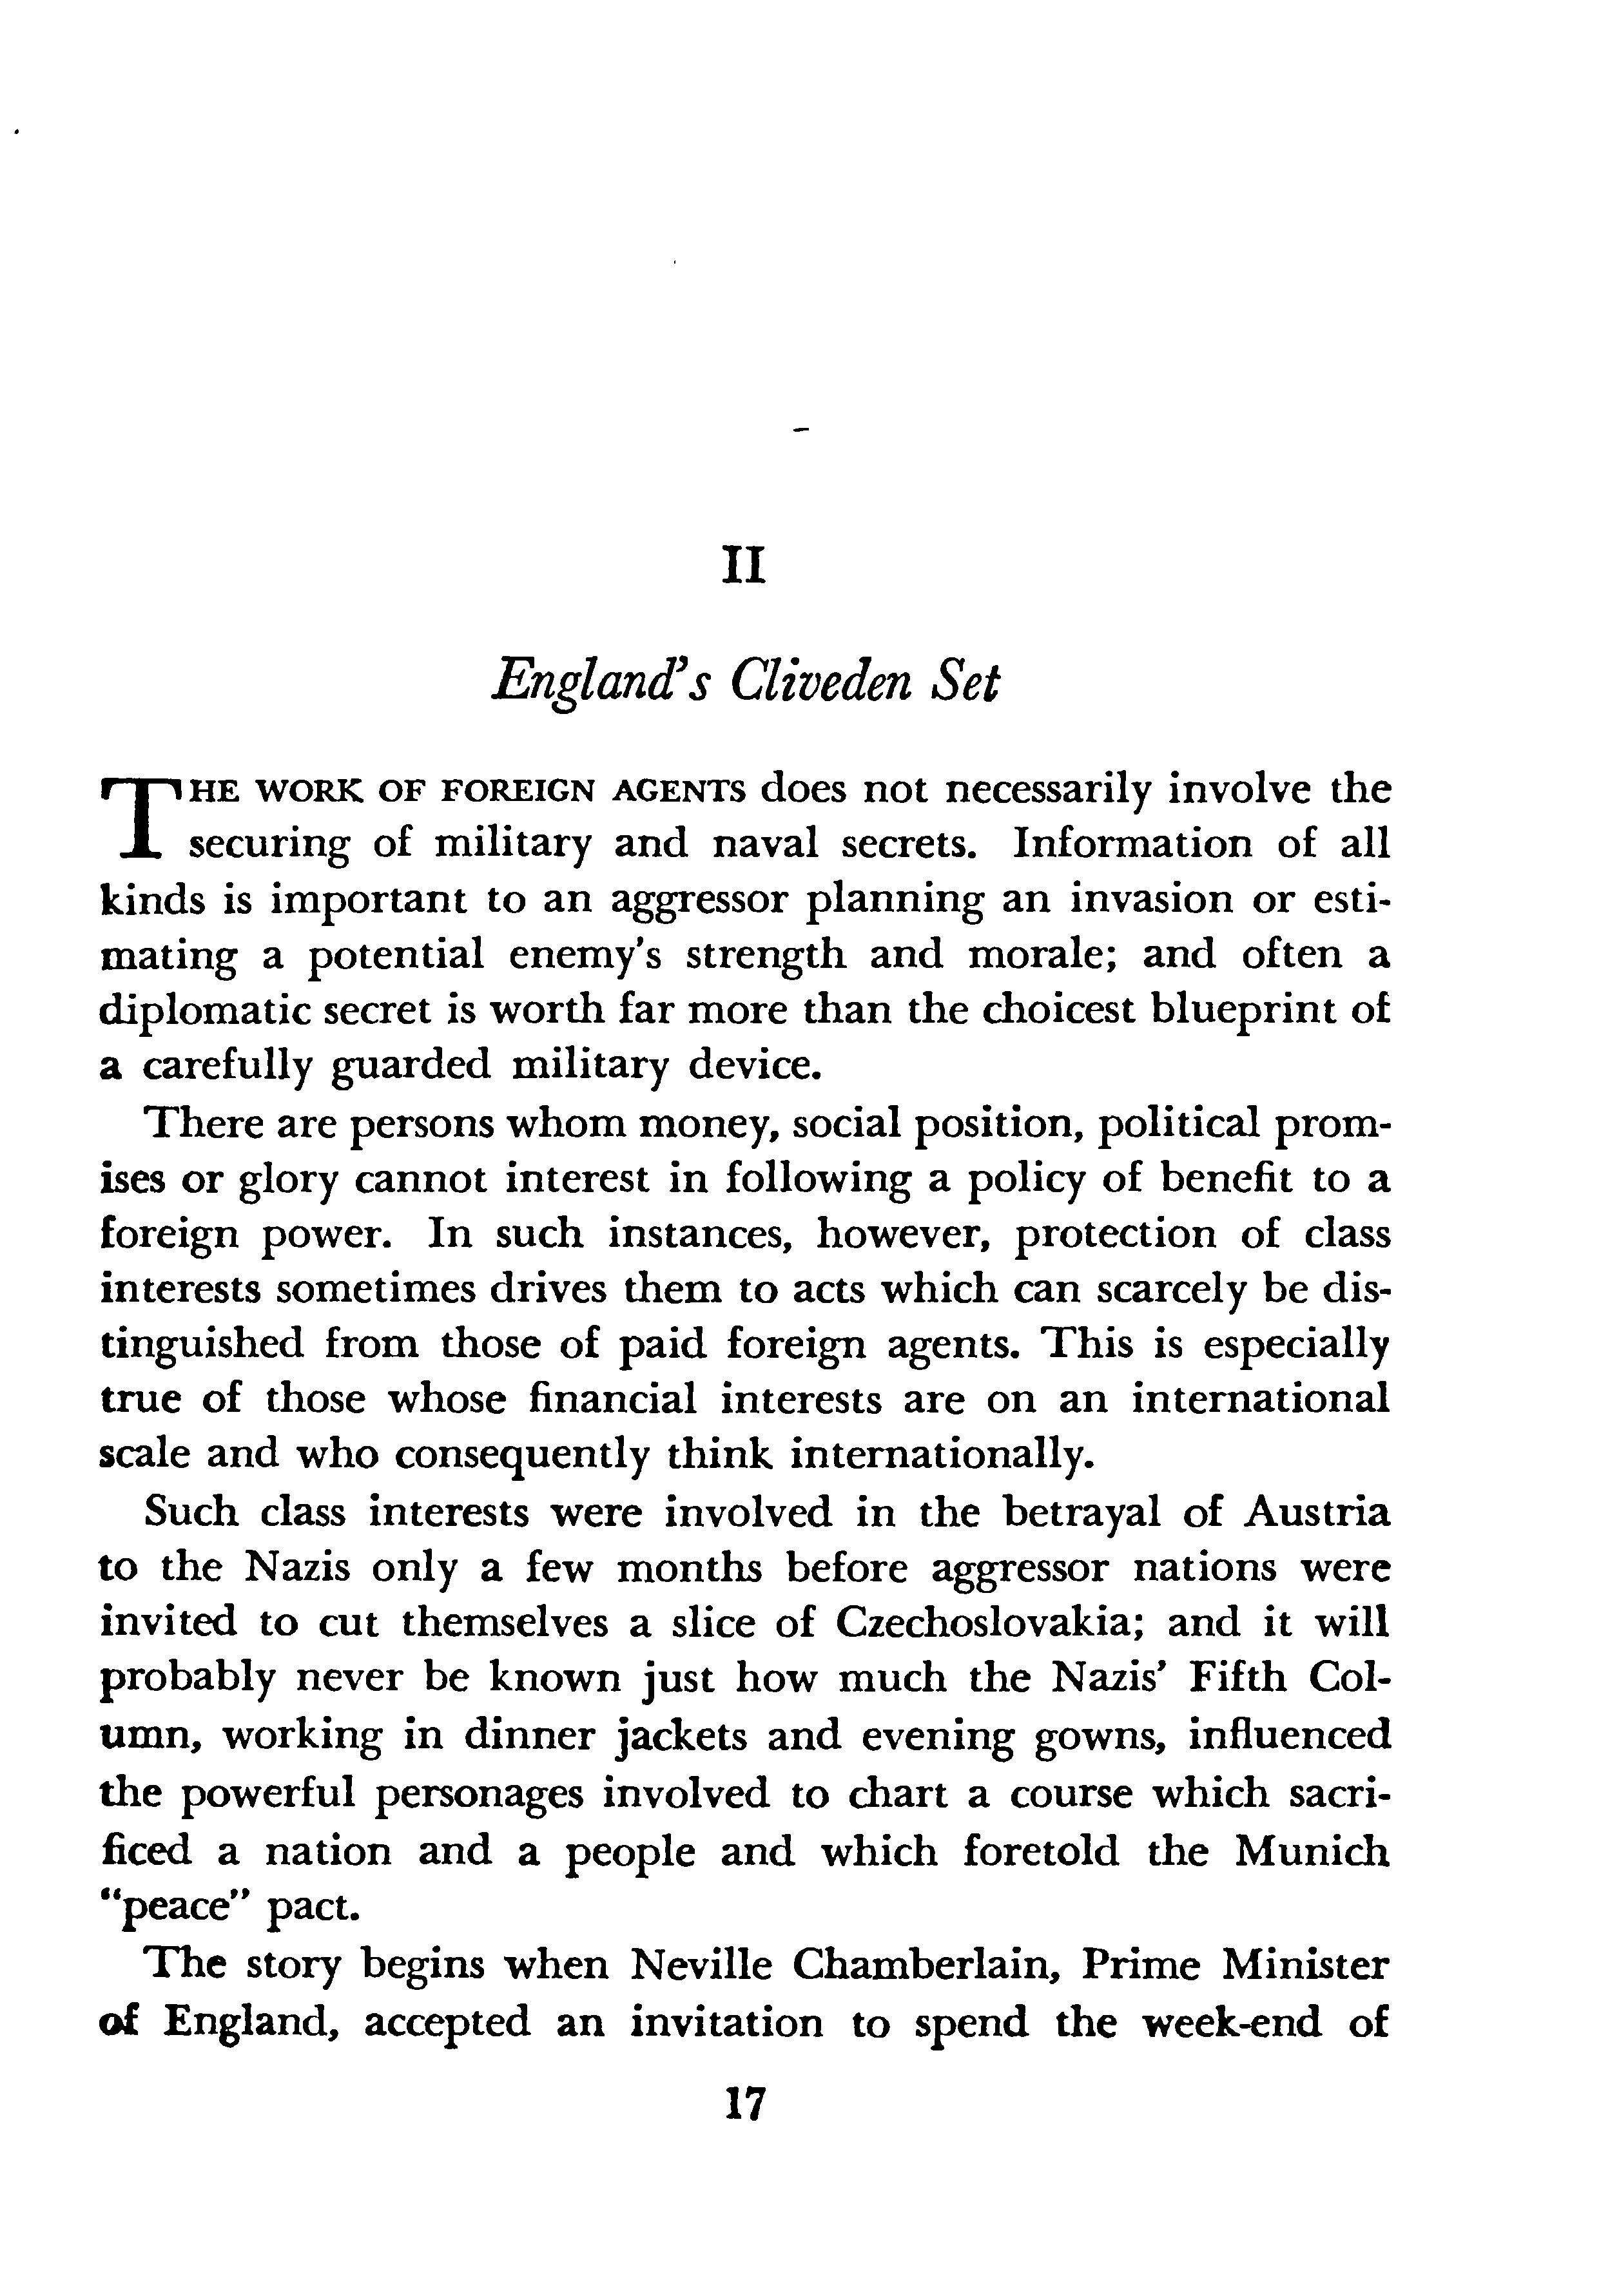 II
England's Cliveden Set
THE WORK OF FOREIGN AGENTS does not necessarily involve the
securing of military and naval secrets. Information of all
kinds is important to an aggressor planning an invasion or esti-
mating a potential enemy's strength and morale; and often a
diplomatic secret is worth far more than the choicest blueprint of
a carefully guarded military device.
There are persons whom money, social position, political prom-
ises or glory cannot interest in following a policy of benefit to a
foreign power. In such instances, however, protection of class
interests sometimes drives them to acts which can scarcely be dis-
tinguished from those of paid foreign agents. This is especially
true of those whose financial interests are on an international
scale and who consequently think internationally.
Such class interests were involved in the betrayal of Austria
to the Nazis only a few months before aggressor nations were
invited to cut themselves a slice of Czechoslovakia; and it will
probably never be known just how much the Nazis' Fifth Col-
umn, working in dinner jackets and evening gowns, influenced
the powerful personages involved to chart a course which sacri-
ficed a nation and a people and which foretold the Munich
"peace" pact.
The story begins when Neville Chamberlain, Prime Minister
of England, accepted an invitation to spend the week-end of
17